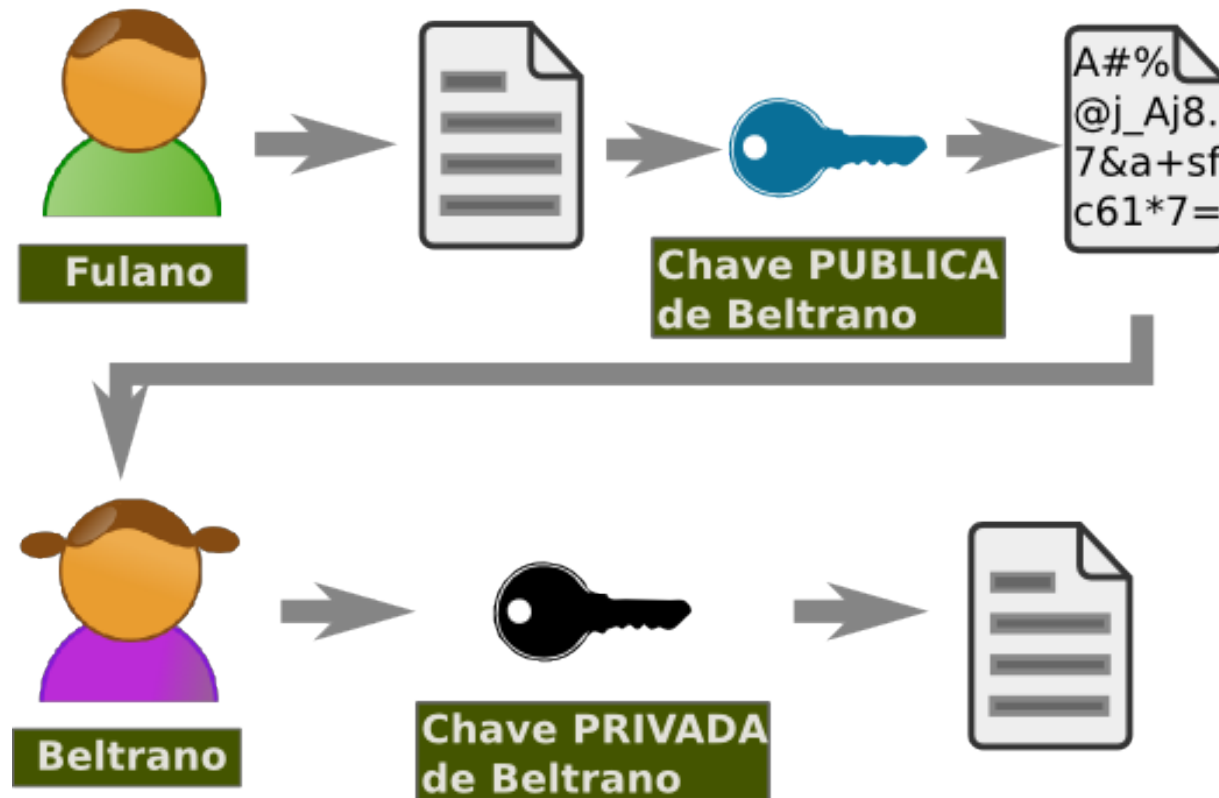 A#%
@j_Aj8.
7&a+sf
c61*7=
Fulano
Chave PUBLICA
de Beltrano
Beltrano
Chave PRIVADA
de Beltrano